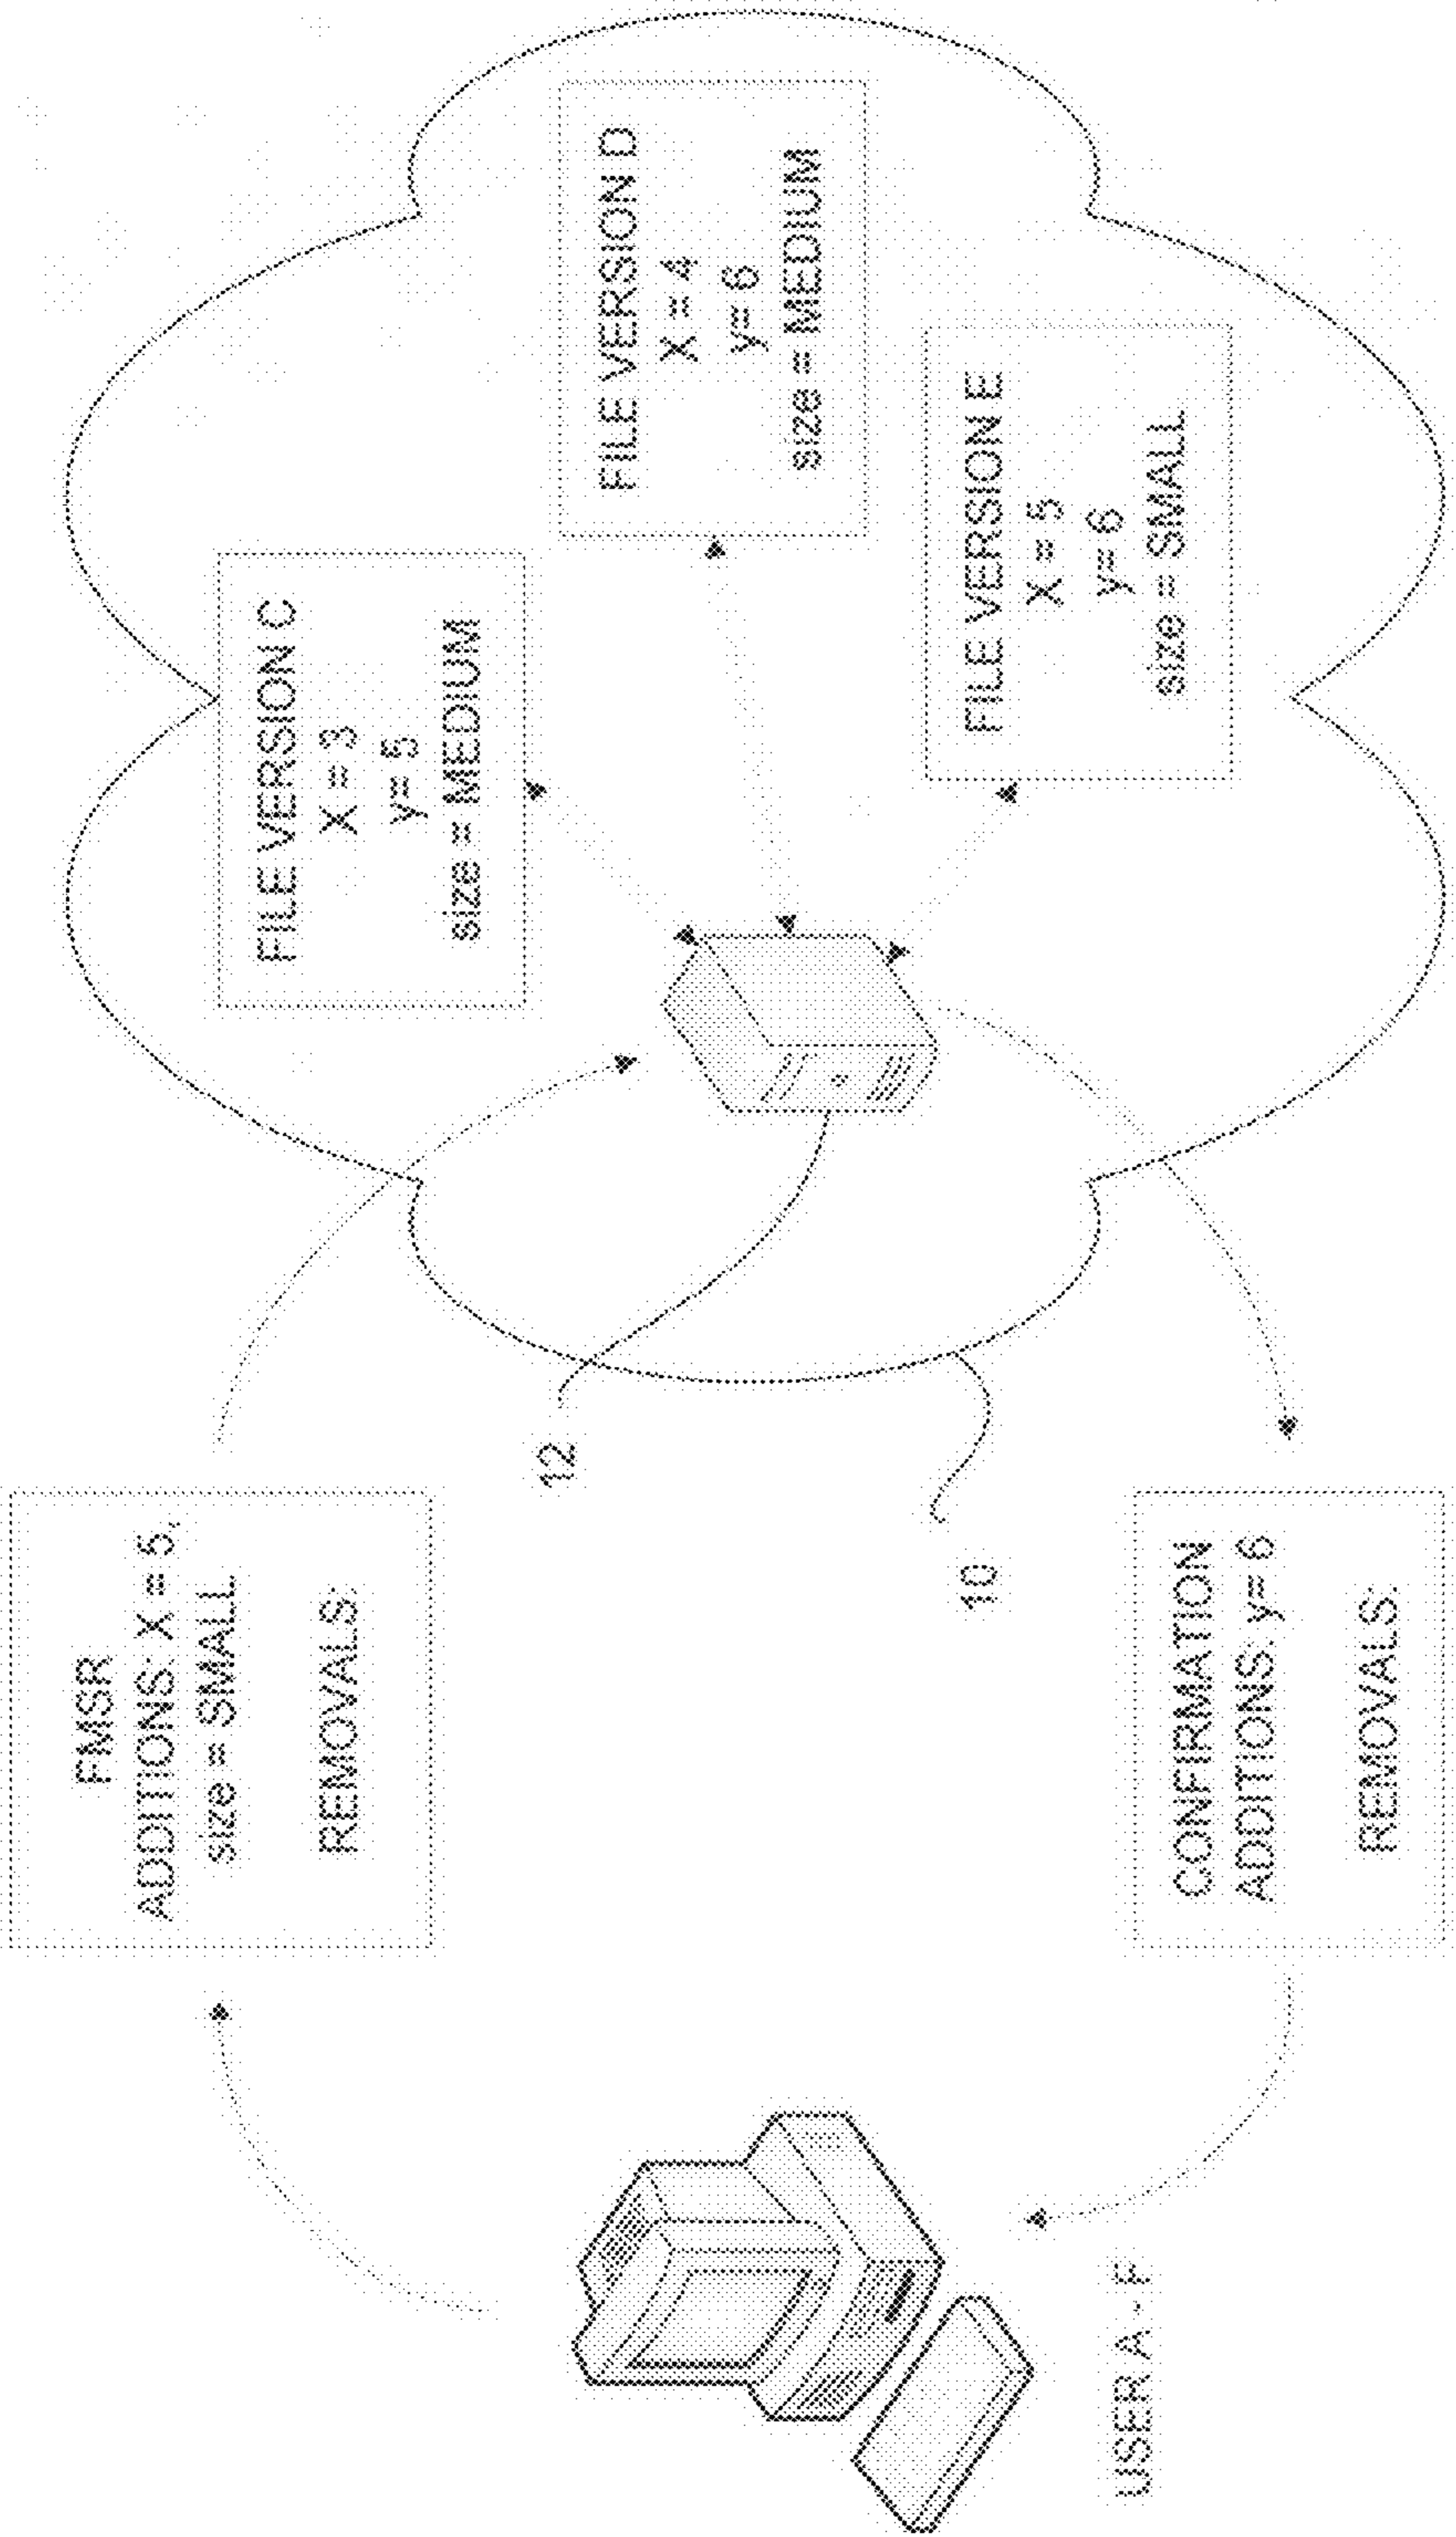 FMSR
ADDITIONS: X = 5,
size = SMALL
REMOVALS:
FILE VERSION C
X = 3
y= 5
size = MEDIUM
FILE VERSION D
X = 4
y= 6
size = MEDIUM
FILE VERSION E
X = 5
y= 6
size = SMALL
12
10
CONFIRMATION
ADDITIONS: y= 6
REMOVALS:
USER A - F